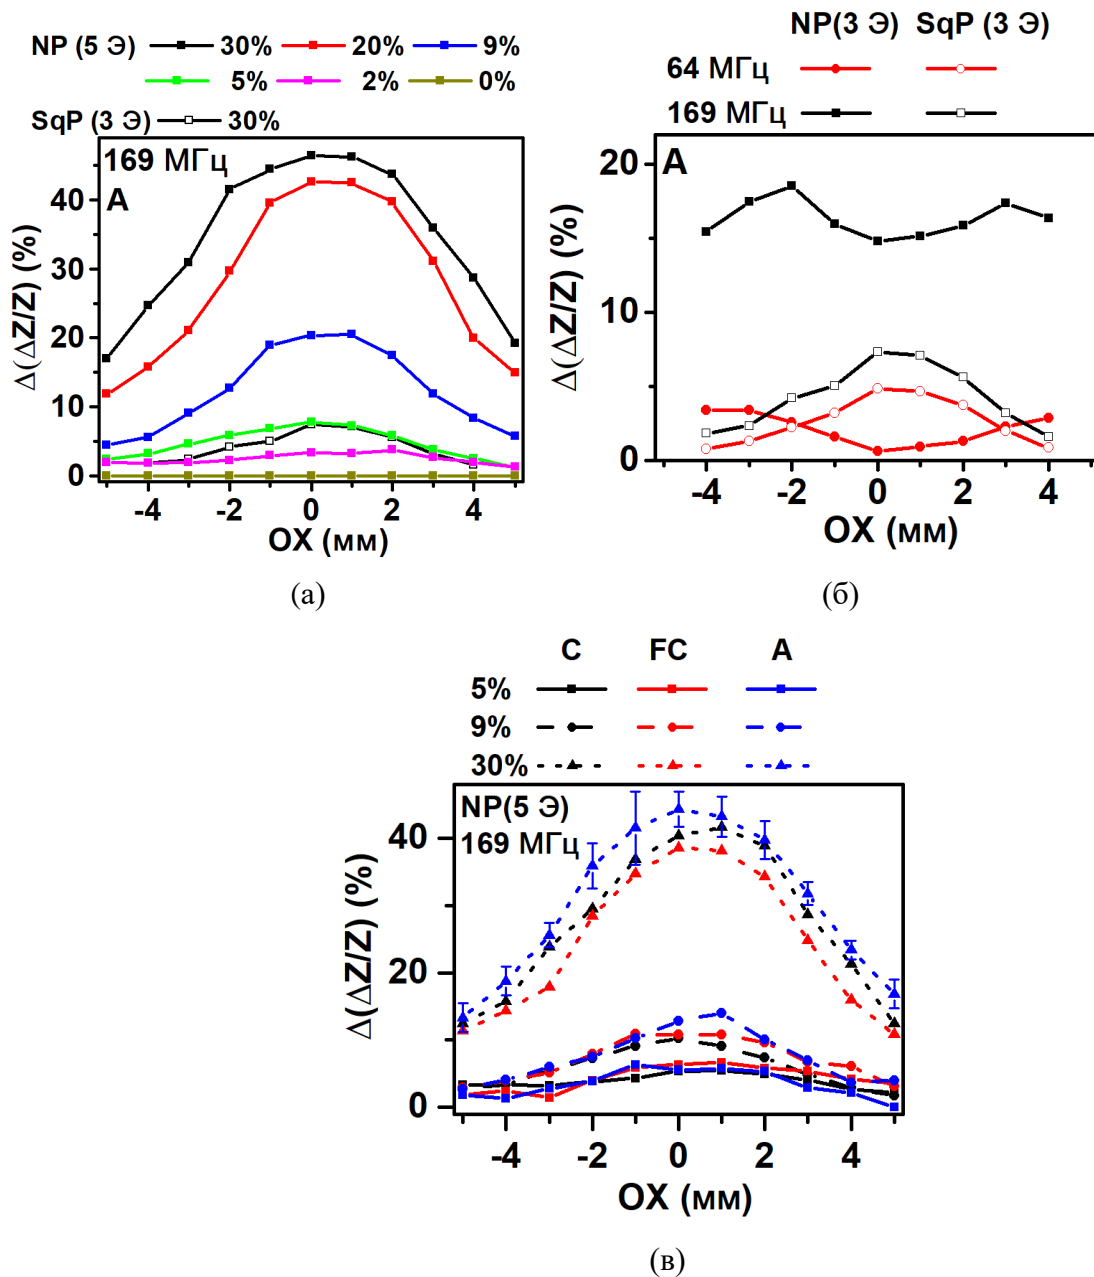 NP (5 Э) 30% 20% 9%
5% 2% 0%
SqP (3 Э) 30%
169 МГц
A
40
30
20
10
0
Δ(ΔZ/Z) (%)
-4 -2 0 2 4
OX (мм)
(а)
NP(3 Э) SqP (3 Э)
64 МГц
169 МГц
A
20
10
0
Δ(ΔZ/Z) (%)
-4 -2 0 2 4
OX (мм)
(б)
C FC A
5%
9%
30%
NP(5 Э)
169 МГц
40
20
0
Δ(ΔZ/Z) (%)
-4 -2 0 2 4
OX (мм)
(в)